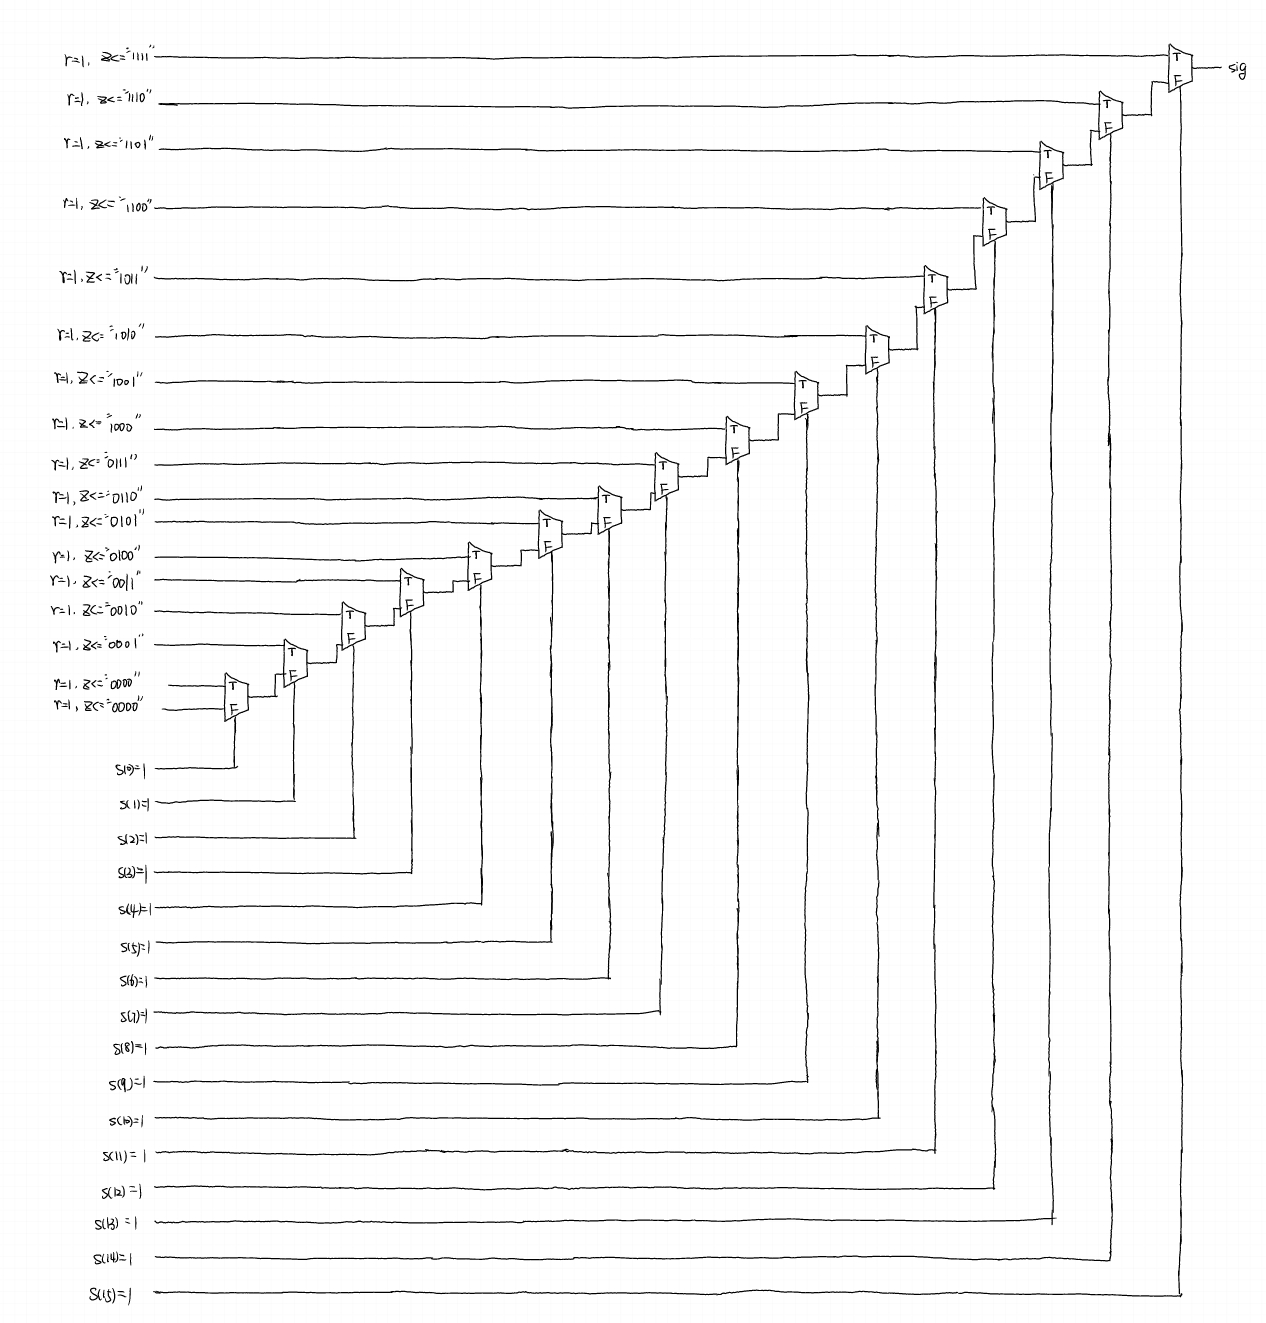 r=1, z<="1111"
sig
r=1, z<="1110"
r=1, z<="1101"
r=1, z<="1100"
r=1, z<="1011"
r=1, z<="1010"
r=1, z<="1001"
r=1, z<="1000"
r=1, z<="0111"
r=1, z<="0110"
r=1, z<="0101"
r=1, z<="0100"
r=1, z<="0011"
r=1, z<="0010"
r=1, z<="0001"
r=1, z<="0000"
r=1, z<="0000"
T
F
T
F
T
F
T
F
T
F
T
F
T
F
T
F
T
F
T
F
T
F
T
F
T
F
T
F
T
F
T
F
S(0)=1
S(1)=1
S(2)=1
S(3)=1
S(4)=1
S(5)=1
S(6)=1
S(7)=1
S(8)=1
S(9)=1
S(10)=1
S(11)=1
S(12)=1
S(13)=1
S(14)=1
S(15)=1